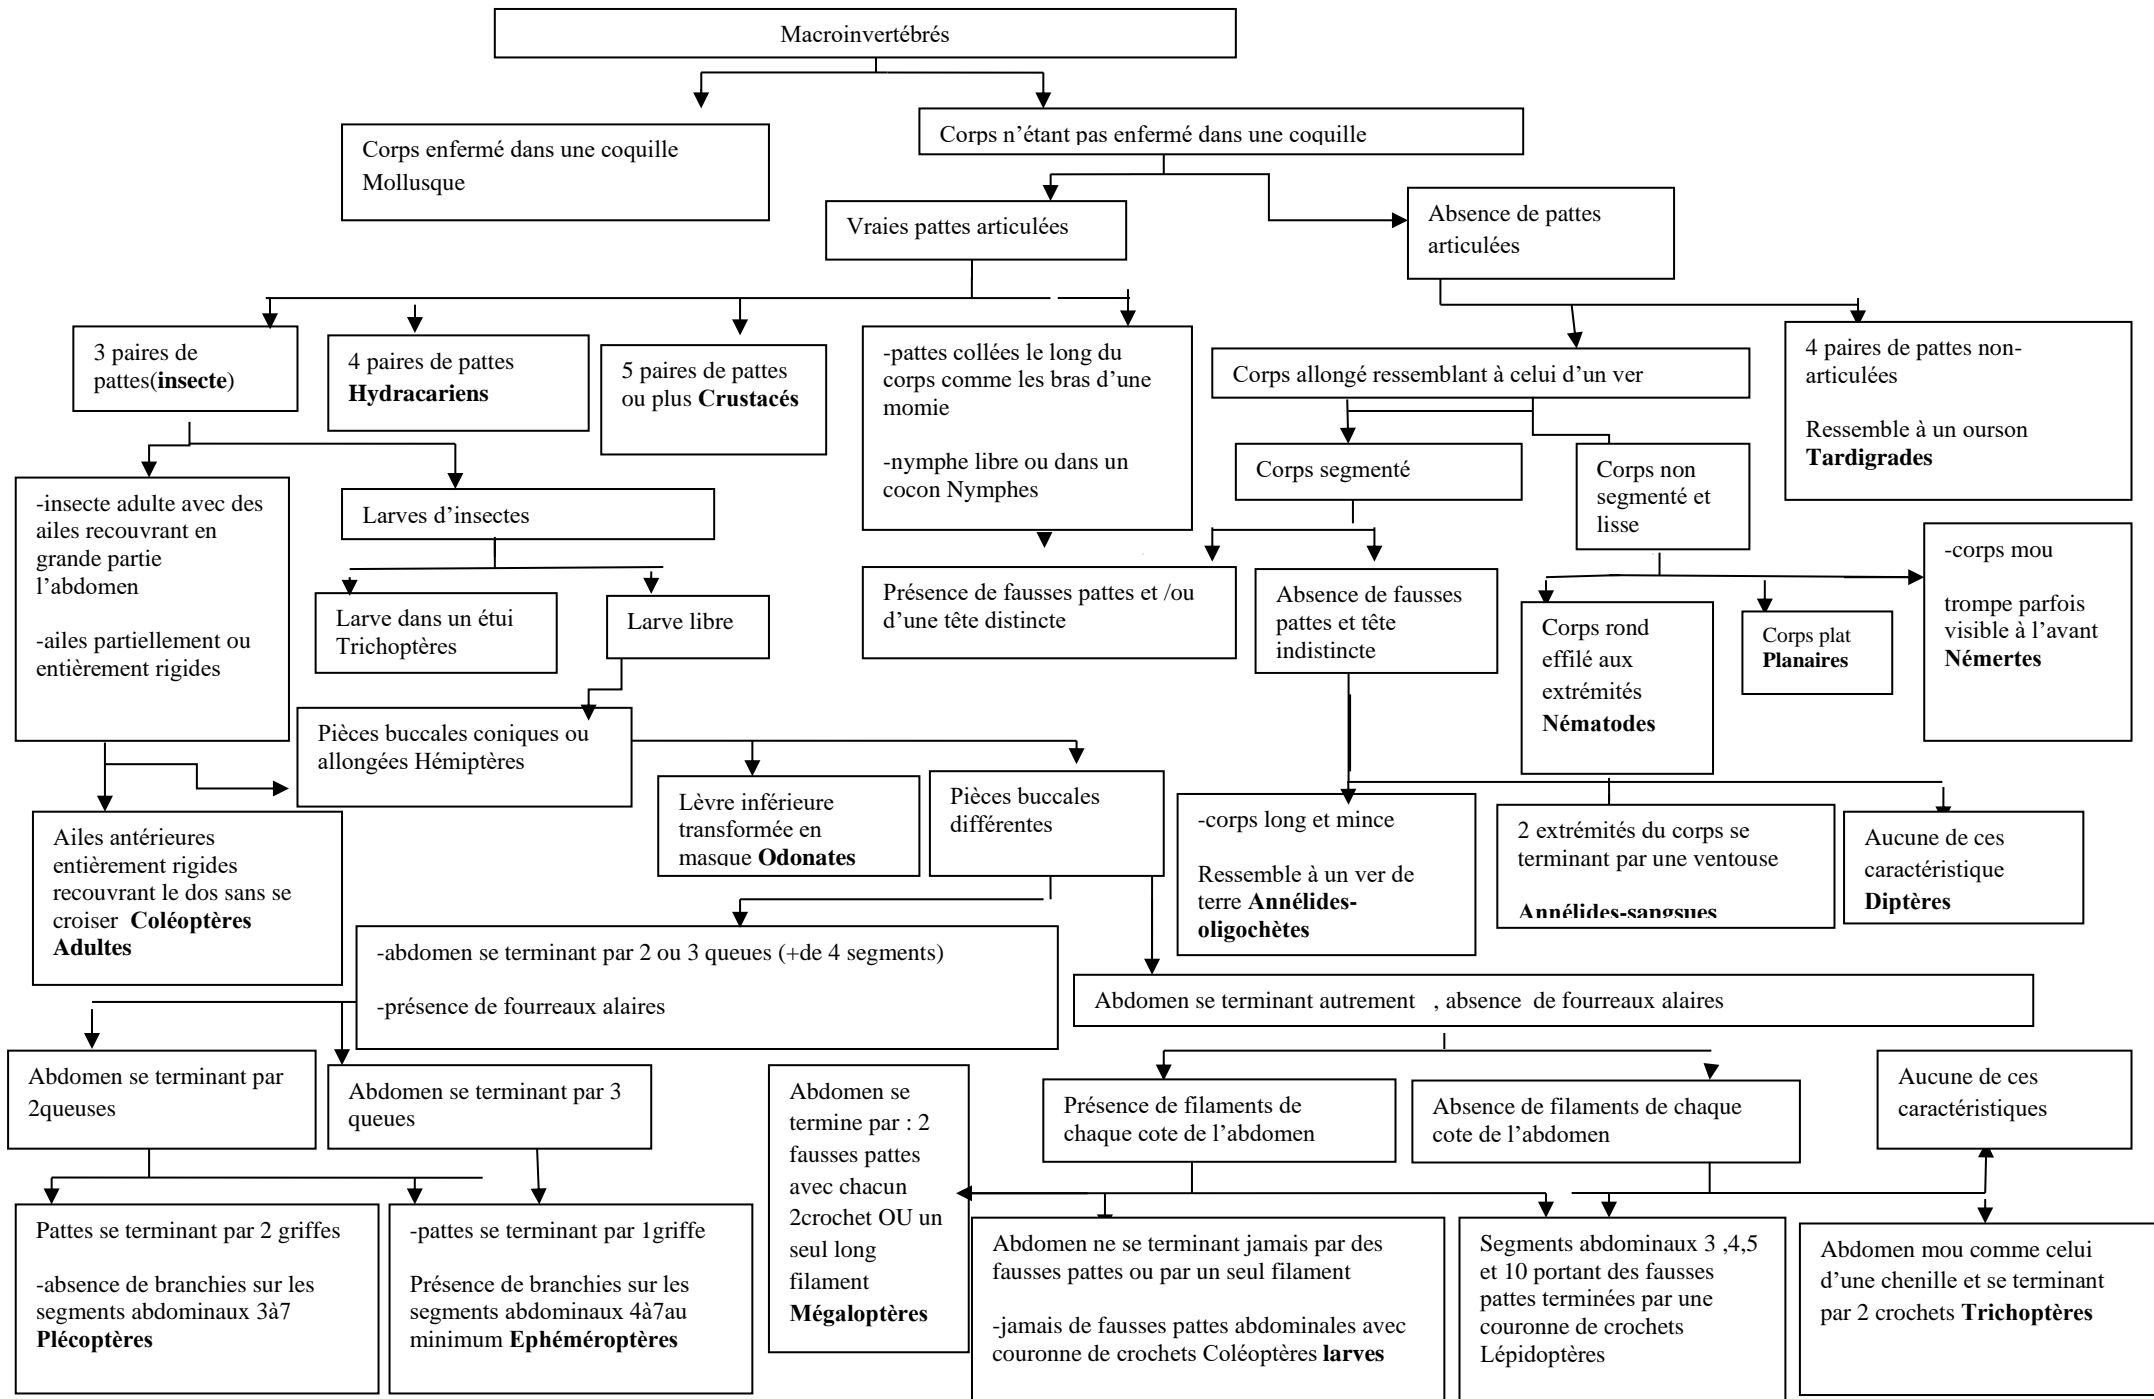 Macroinvertébrés
Corps enfermé dans une coquille
Mollusque
Corps n’étant pas enfermé dans une coquille
Vraies pattes articulées
Absence de pattes
articulées
3 paires de
pattes(insecte)
4 paires de pattes
Hydracariens
5 paires de pattes
ou plus Crustacés
-pattes collées le long du
corps comme les bras d’une
momie
-nymphe libre ou dans un
cocon Nymphes
Corps allongé ressemblant à celui d’un ver
4 paires de pattes non-
articulées
Ressemble à un ourson
Tardigrades
Corps segmenté
Corps non
segmenté et
lisse
-insecte adulte avec des
ailes recouvrant en
grande partie
l’abdomen
-ailes partiellement ou
entièrement rigides
Larves d’insectes
Larve dans un étui
Trichoptères
Larve libre
Présence de fausses pattes et /ou
d’une tête distincte
Absence de fausses
pattes et tête
indistincte
Corps rond
effilé aux
extrémités
Nématodes
Corps plat
Planaires
-corps mou
trompe parfois
visible à l’avant
Némertes
Pièces buccales coniques ou
allongées Hémiptères
Lèvre inférieure
transformée en
masque Odonates
Pièces buccales
différentes
-corps long et mince
Ressemble à un ver de
terre Annélides-
oligochètes
2 extrémités du corps se
terminant par une ventouse
Annélides-sangsues
Aucune de ces
caractéristique
Diptères
Ailes antérieures
entièrement rigides
recouvrant le dos sans se
croiser Coléoptères
Adultes
-abdomen se terminant par 2 ou 3 queues (+de 4 segments)
-présence de fourreaux alaires
Abdomen se terminant autrement , absence de fourreaux alaires
Abdomen se terminant par
2queuses
Abdomen se terminant par 3
queues
Abdomen se
termine par : 2
fausses pattes
avec chacun
2crochet OU un
seul long
filament
Mégaloptères
Présence de filaments de
chaque cote de l’abdomen
Absence de filaments de chaque
cote de l’abdomen
Aucune de ces
caractéristiques
Pattes se terminant par 2 griffes
-absence de branchies sur les
segments abdominaux 3à7
Plécoptères
-pattes se terminant par 1griffe
Présence de branchies sur les
segments abdominaux 4à7au
minimum Ephéméroptères
Abdomen ne se terminant jamais par des
fausses pattes ou par un seul filament
-jamais de fausses pattes abdominales avec
couronne de crochets Coléoptères larves
Segments abdominaux 3 ,4,5
et 10 portant des fausses
pattes terminées par une
couronne de crochets
Lépidoptères
Abdomen mou comme celui
d’une chenille et se terminant
par 2 crochets Trichoptères